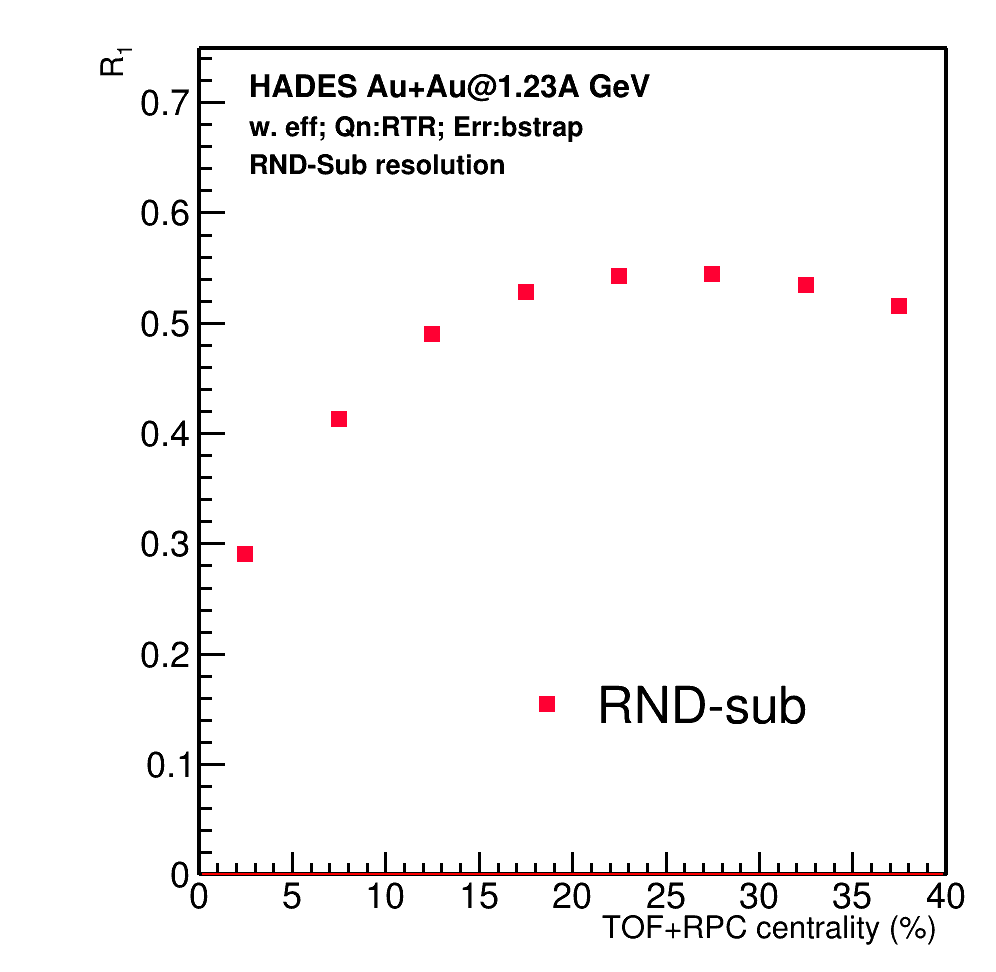 R1
HADES Au+Au@1.23A GeV
w. eff; Qn:RTR; Err:bstrap
RND-Sub resolution
0.7
0.6
0.5
0.4
0.3
0.2
0.1
0
RND-sub
0 5 10 15 20 25 30 35 40
TOF+RPC centrality (%)